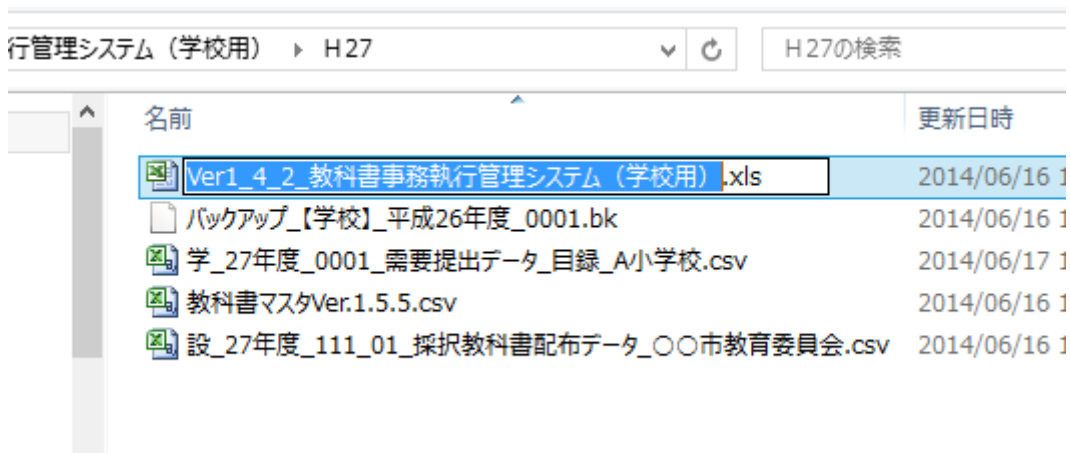 行管理システム（学校用） ▸ H27 H27の検索
名前 更新日時
Ver1_4_2_教科書事務執行管理システム（学校用）.xls 2014/06/16 1
バックアップ_【学校】_平成26年度_0001.bk 2014/06/16 1
学_27年度_0001_需要提出データ_目録_A小学校.csv 2014/06/17 1
教科書マスタVer.1.5.5.csv 2014/06/16 1
設_27年度_111_01_採択教科書配布データ_〇〇市教育委員会.csv 2014/06/16 1